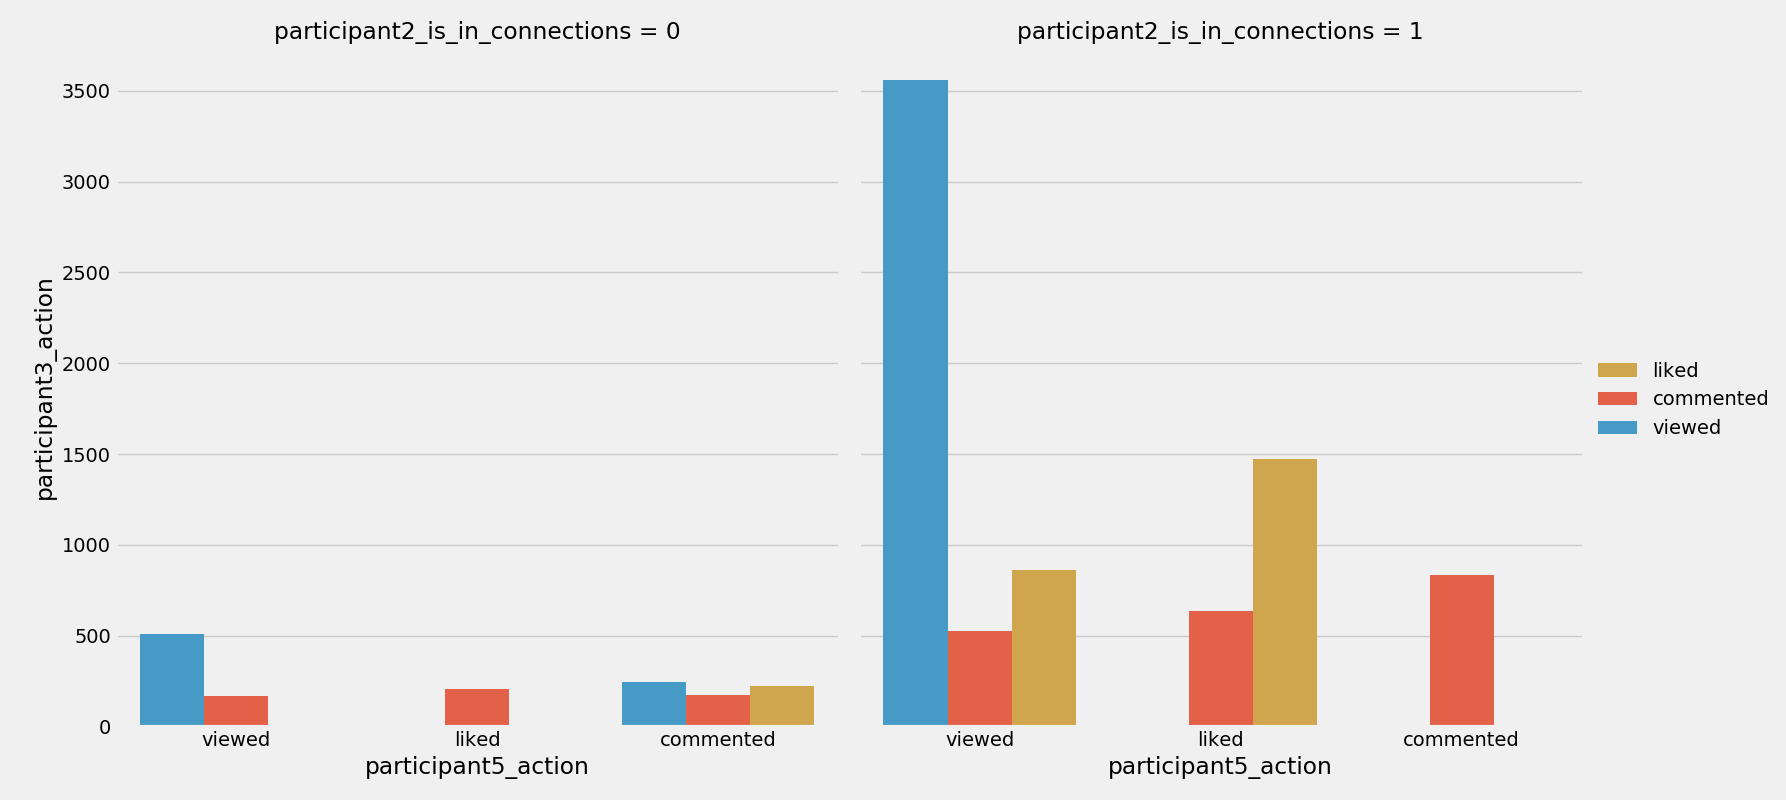 participant2_is_in_connections = 0
participant2_is_in_connections = 1
participant3_action
3500
3000
2500
2000
1500
1000
500
0
viewed
liked
commented
participant5_action
viewed
liked
commented
participant5_action
liked
commented
viewed